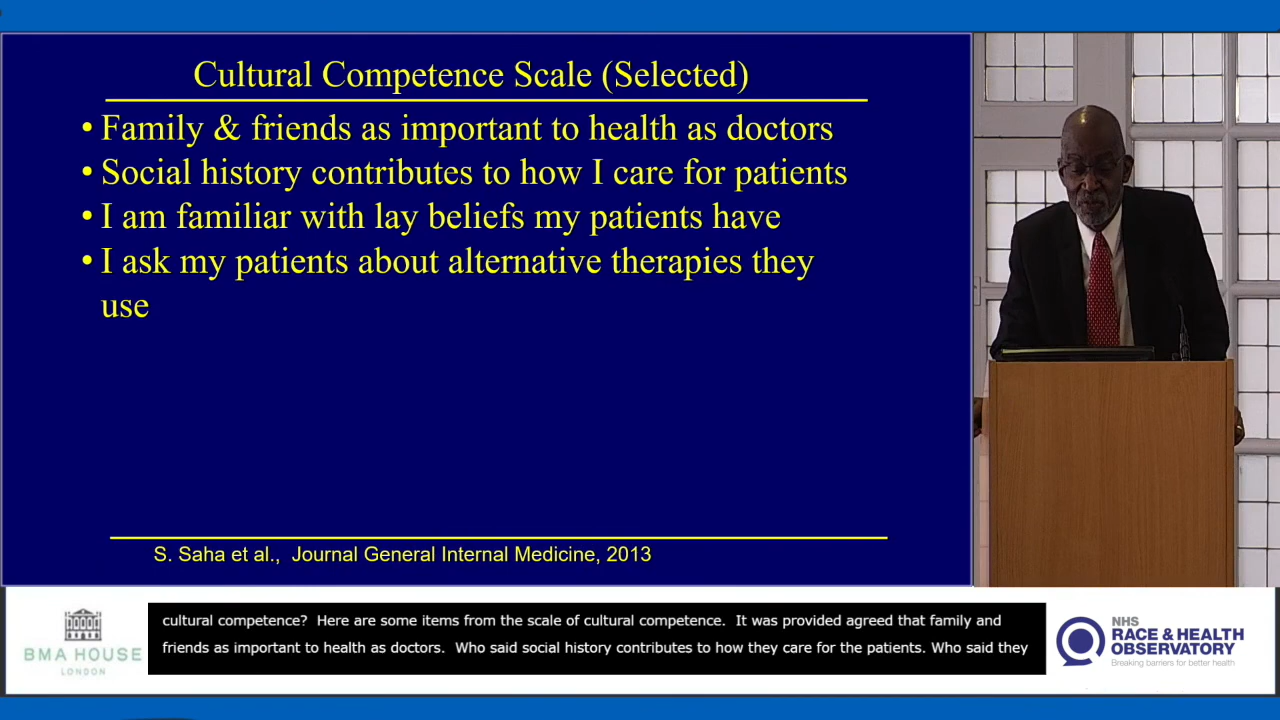 Cultural Competence Scale (Selected)
• Family & friends as important to health as doctors
• Social history contributes to how I care for patients
• I am familiar with lay beliefs my patients have
• I ask my patients about alternative therapies they
use
S. Saha et al., Journal General Internal Medicine, 2013
BMA HOUSE
LONDON
cultural competence? Here are some items from the scale of cultural competence. It was provided agreed that family and
friends as important to health as doctors. Who said social history contributes to how they care for the patients. Who said they
NHS
RACE & HEALTH
OBSERVATORY
Breaking barriers for better health